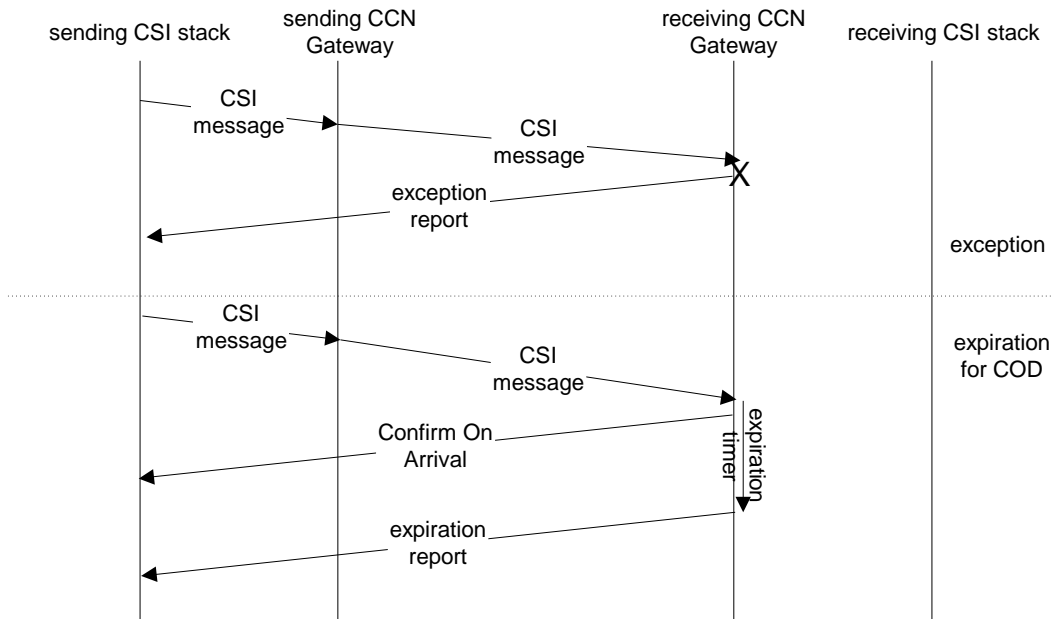 sending CSI stack
sending CCN
Gateway
receiving CCN
Gateway
receiving CSI stack
CSI
message
CSI
message
X
exception
report
exception
CSI
message
CSI
message
expiration
for COD
Confirm On
Arrival
expiration
timer
expiration
report